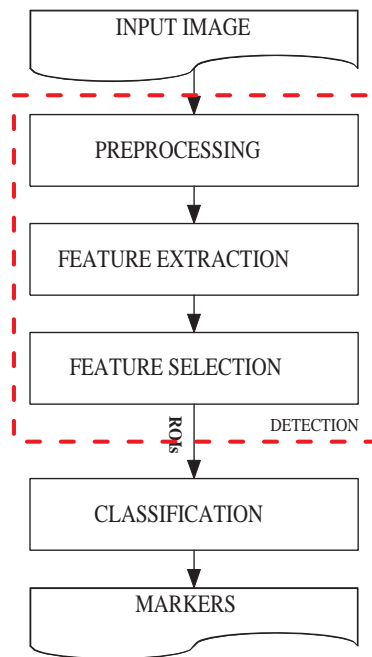 INPUT IMAGE
PREPROCESSING
FEATURE EXTRACTION
FEATURE SELECTION
ROIs
DETECTION
CLASSIFICATION
MARKERS